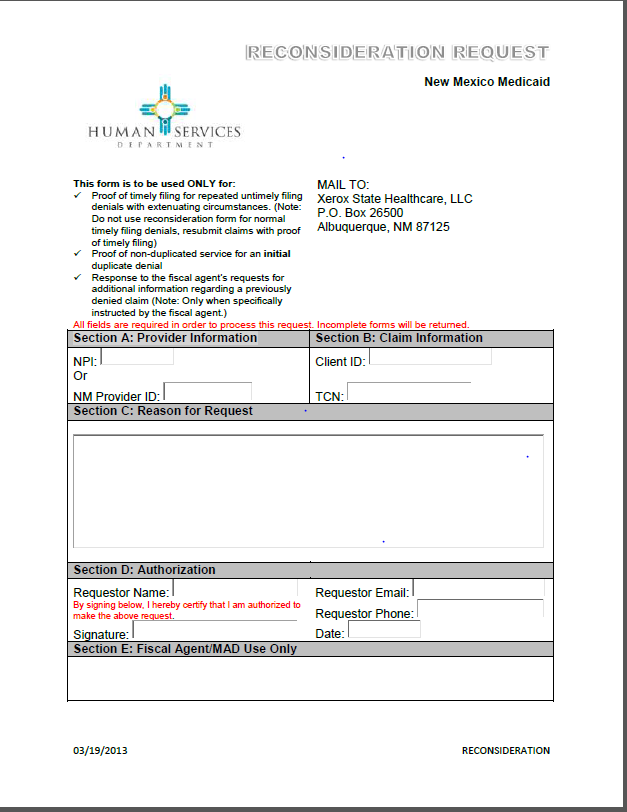 RECONSIDERATION REQUEST
New Mexico Medicaid
HUMAN SERVICES
DEPARTMENT
This form is to be used ONLY for:
✓ Proof of timely filing for repeated untimely filing
denials with extenuating circumstances. (Note:
Do not use reconsideration form for normal
timely filing denials, resubmit claims with proof
of timely filing)
✓ Proof of non-duplicated service for an initial
duplicate denial
✓ Response to the fiscal agent's requests for
additional information regarding a previously
denied claim (Note: Only when specifically
instructed by the fiscal agent.)
MAIL TO:
Xerox State Healthcare, LLC
P.O. Box 26500
Albuquerque, NM 87125
All fields are required in order to process this request. Incomplete forms will be returned.
Section A: Provider Information
NPI:
Or
NM Provider ID:
Section B: Claim Information
Client ID:
TCN:
Section C: Reason for Request
Section D: Authorization
Requestor Name:
By signing below, I hereby certify that I am authorized to
make the above request.
Signature:
Requestor Email:
Requestor Phone:
Date:
Section E: Fiscal Agent/MAD Use Only
03/19/2013
RECONSIDERATION